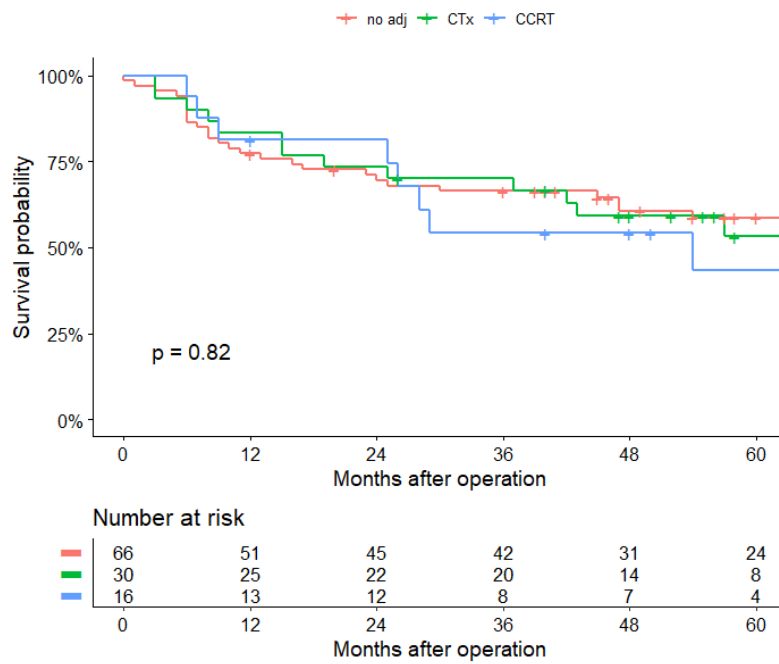 no adj CTx CCRT
Survival probability
100%
75%
50%
25%
0%
p = 0.82
0 12 24 36 48 60
Months after operation
Number at risk
66 51 45 42 31 24
30 25 22 20 14 8
16 13 12 8 7 4
0 12 24 36 48 60
Months after operation